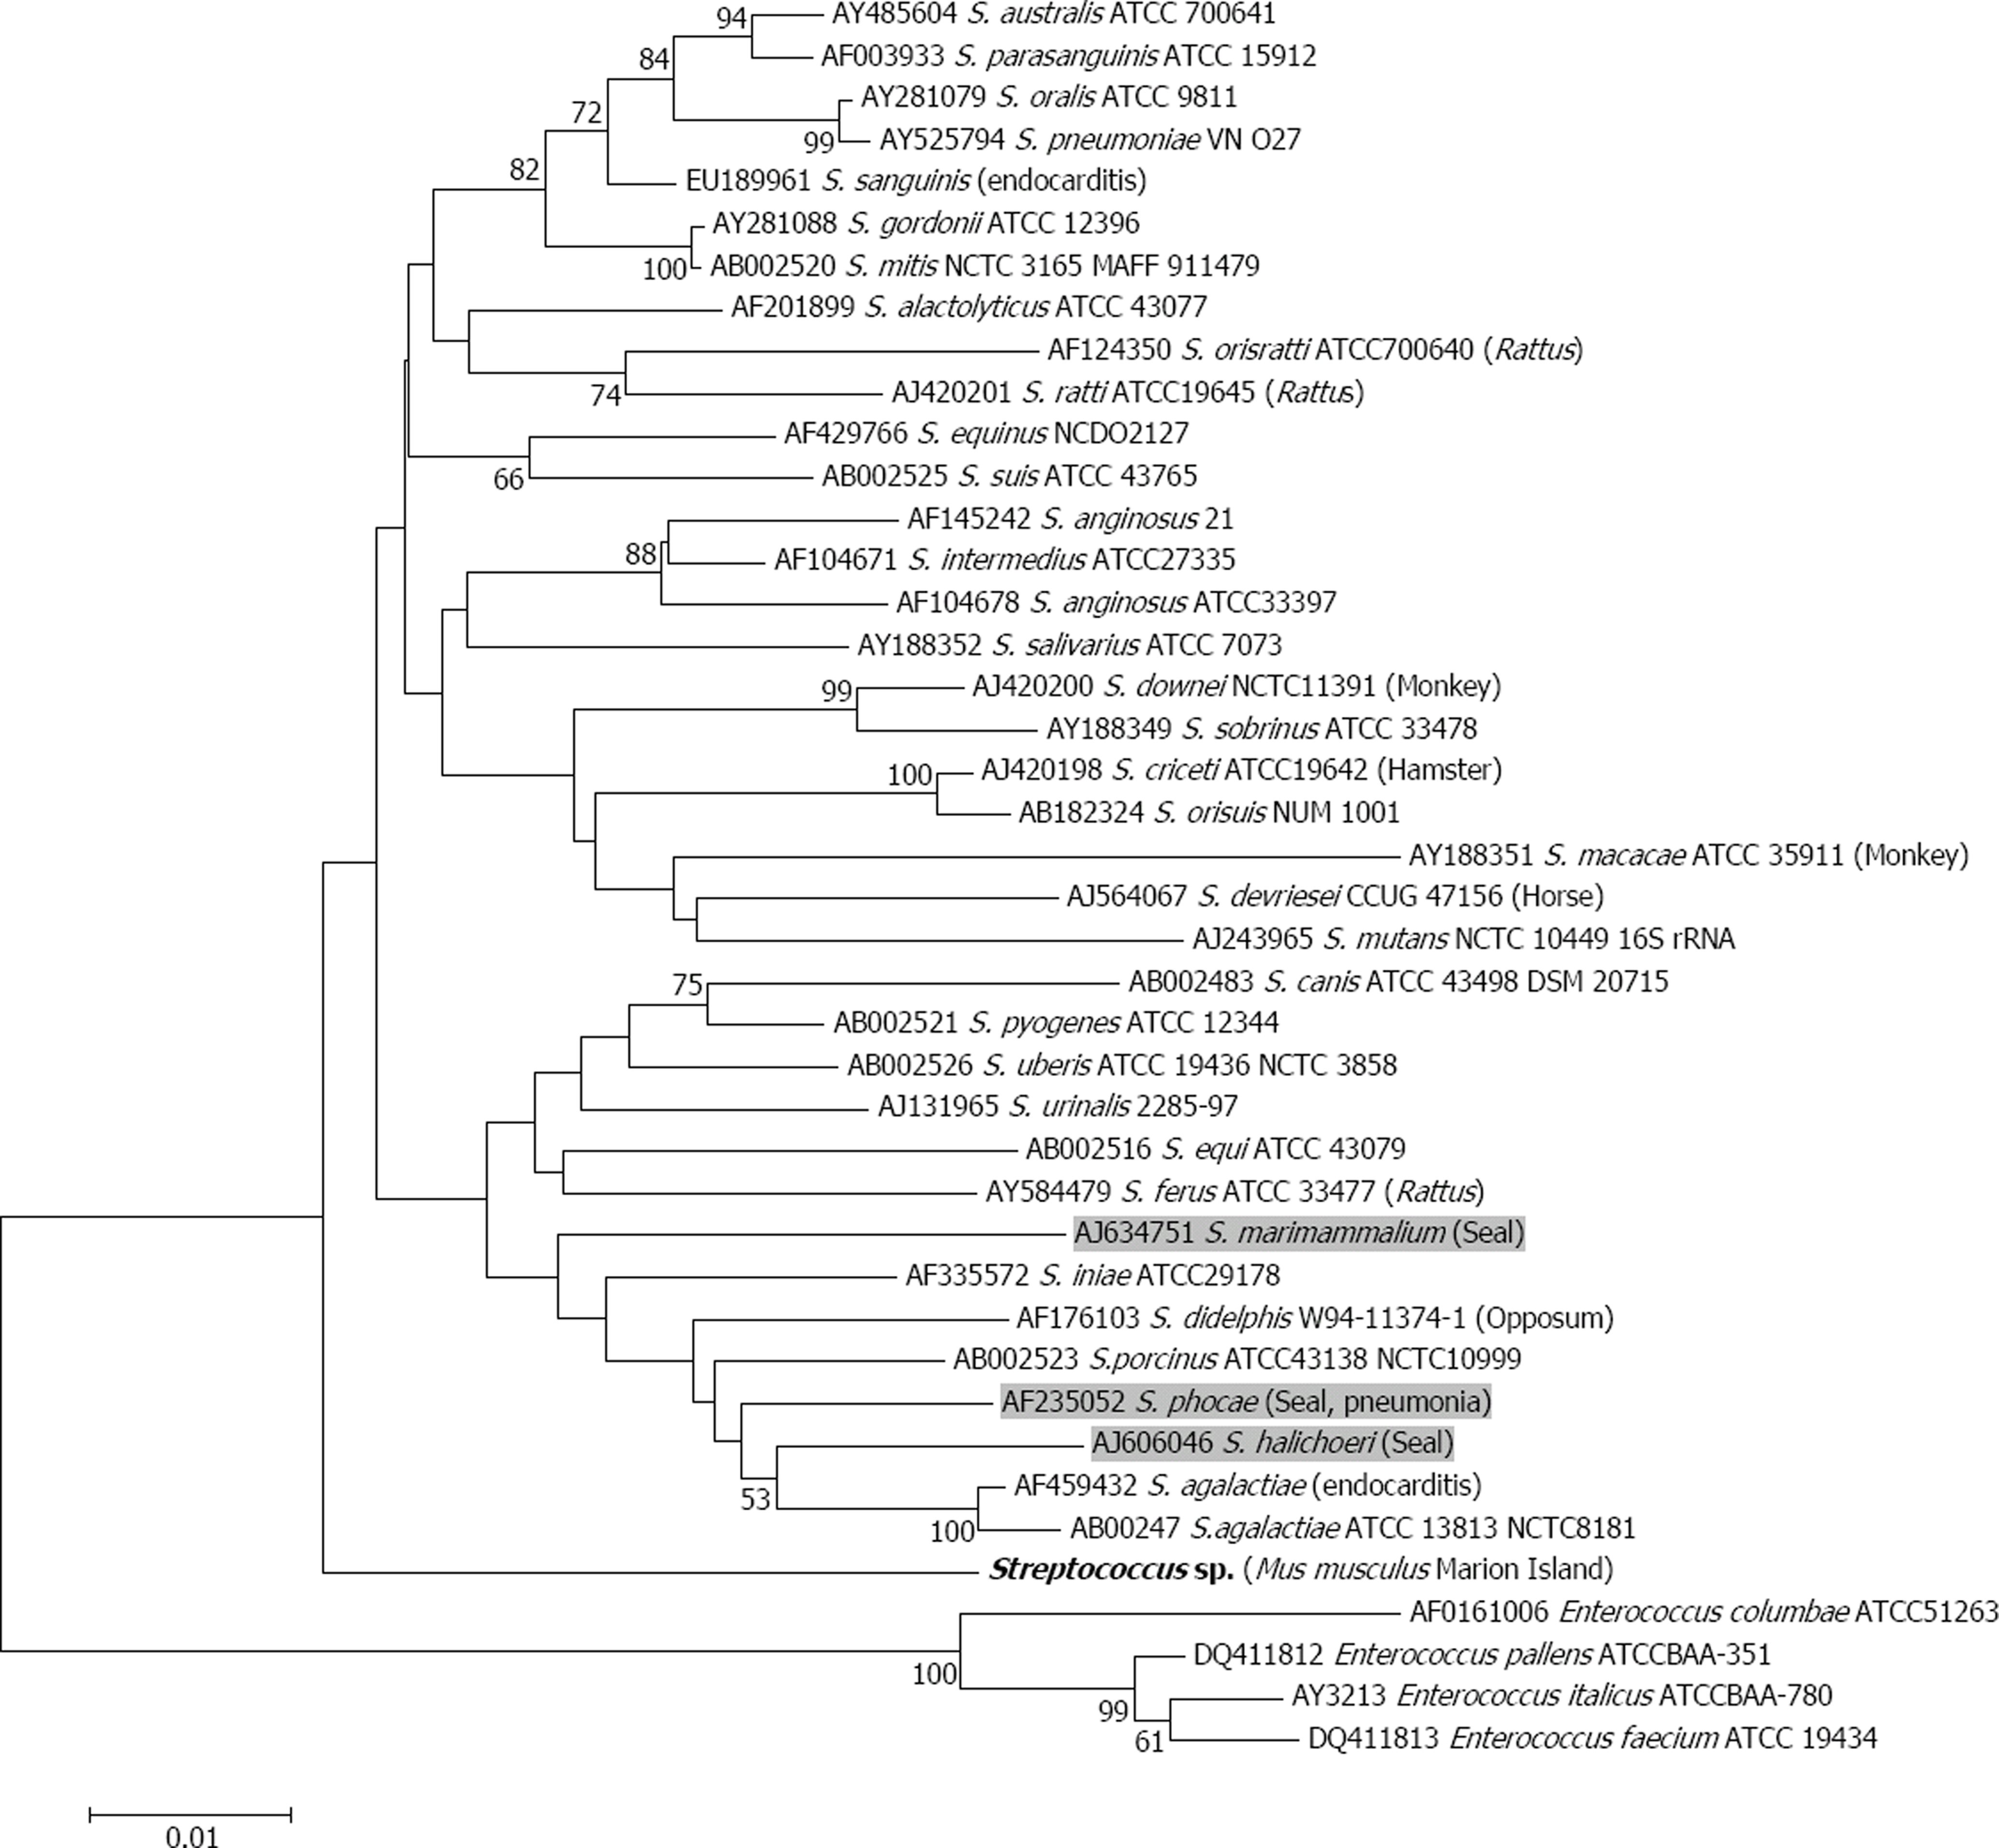 94
AY485604 S. australis ATCC 700641
84
AF003933 S. parasanguinis ATCC 15912
AY281079 S. oralis ATCC 9811
72
99
AY525794 S. pneumoniae VN O27
82
EU189961 S. sanguinis (endocarditis)
AY281088 S. gordonii ATCC 12396
100
AB002520 S. mitis NCTC 3165 MAFF 911479
AF201899 S. alactolyticus ATCC 43077
AF124350 S. orisratti ATCC700640 (Rattus)
74
AJ420201 S. ratti ATCC19645 (Rattus)
AF429766 S. equinus NCDO2127
66
AB002525 S. suis ATCC 43765
AF145242 S. anginosus 21
88
AF104671 S. intermedius ATCC27335
AF104678 S. anginosus ATCC33397
AY188352 S. salivarius ATCC 7073
99
AJ420200 S. downei NCTC11391 (Monkey)
AY188349 S. sobrinus ATCC 33478
100
AJ420198 S. criceti ATCC19642 (Hamster)
AB182324 S. orisuis NUM 1001
AY188351 S. macacae ATCC 35911 (Monkey)
AJ564067 S. devriesei CCUG 47156 (Horse)
AJ243965 S. mutans NCTC 10449 16S rRNA
75
AB002483 S. canis ATCC 43498 DSM 20715
AB002521 S. pyogenes ATCC 12344
AB002526 S. uberis ATCC 19436 NCTC 3858
AJ131965 S. urinalis 2285-97
AB002516 S. equi ATCC 43079
AY584479 S. ferus ATCC 33477 (Rattus)
AJ634751 S. marimammalium (Seal)
AF335572 S. iniae ATCC29178
AF176103 S. didelphis W94-11374-1 (Opposum)
AB002523 S.porcinus ATCC43138 NCTC10999
AF235052 S. phocae (Seal, pneumonia)
AJ606046 S. halichoeri (Seal)
53
AF459432 S. agalactiae (endocarditis)
100
AB00247 S.agalactiae ATCC 13813 NCTC8181
Streptococcus sp. (Mus musculus Marion Island)
AF0161006 Enterococcus columbae ATCC51263
100
DQ411812 Enterococcus pallens ATCCBAA-351
99
AY3213 Enterococcus italicus ATCCBAA-780
61
DQ411813 Enterococcus faecium ATCC 19434
0.01